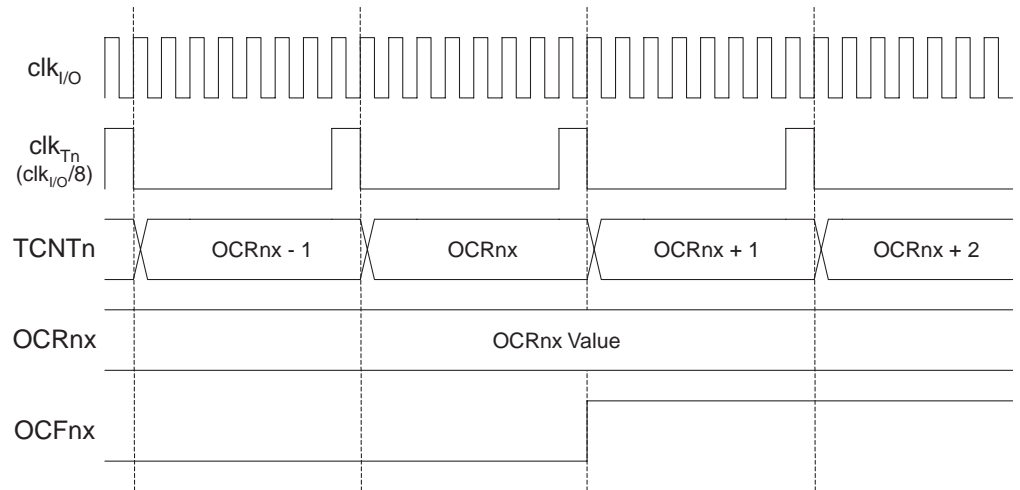 clkI/O
clkTn
(clkI/O/8)
TCNTn
OCRnx - 1
OCRnx
OCRnx + 1
OCRnx + 2
OCRnx
OCRnx Value
OCFnx